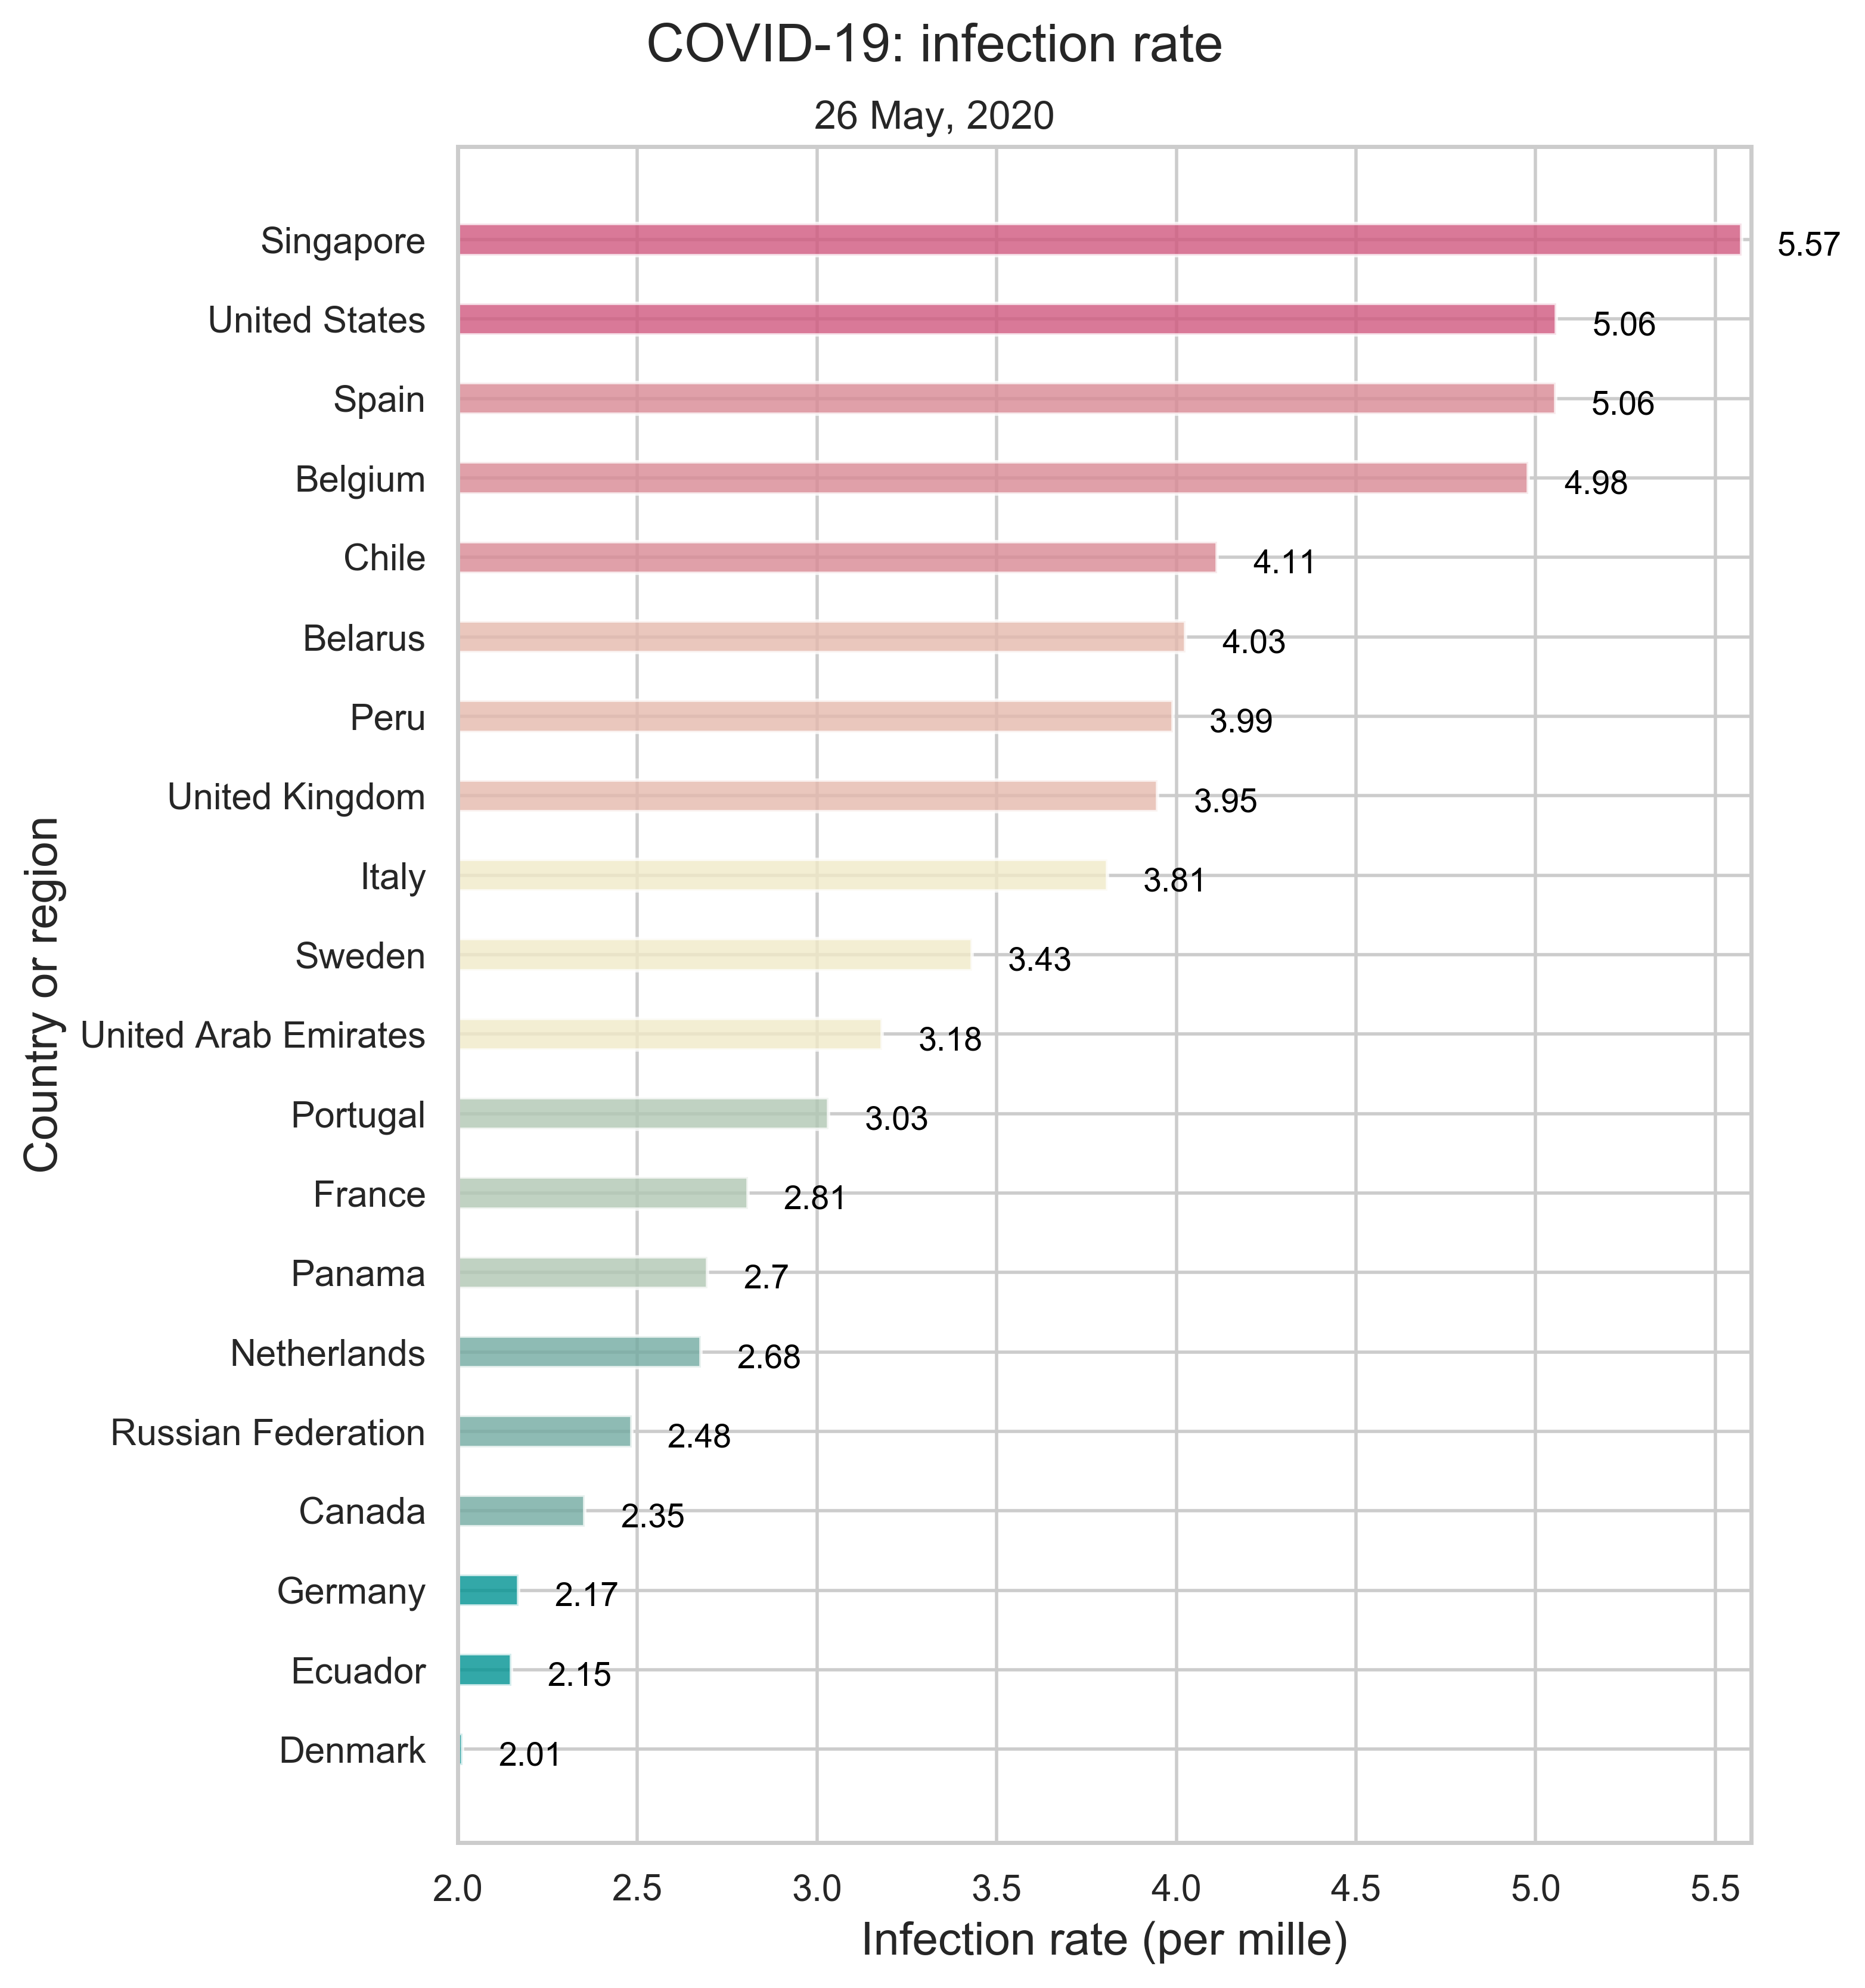 COVID-19: infection rate
26 May, 2020
Singapore 5.57
United States 5.06
Spain 5.06
Belgium 4.98
Chile 4.11
Belarus 4.03
Peru 3.99
United Kingdom 3.95
Italy 3.81
Sweden 3.43
United Arab Emirates 3.18
Portugal 3.03
France 2.81
Panama 2.7
Netherlands 2.68
Russian Federation 2.48
Canada 2.35
Germany 2.17
Ecuador 2.15
Denmark 2.01
Country or region
2.0 2.5 3.0 3.5 4.0 4.5 5.0 5.5
Infection rate (per mille)